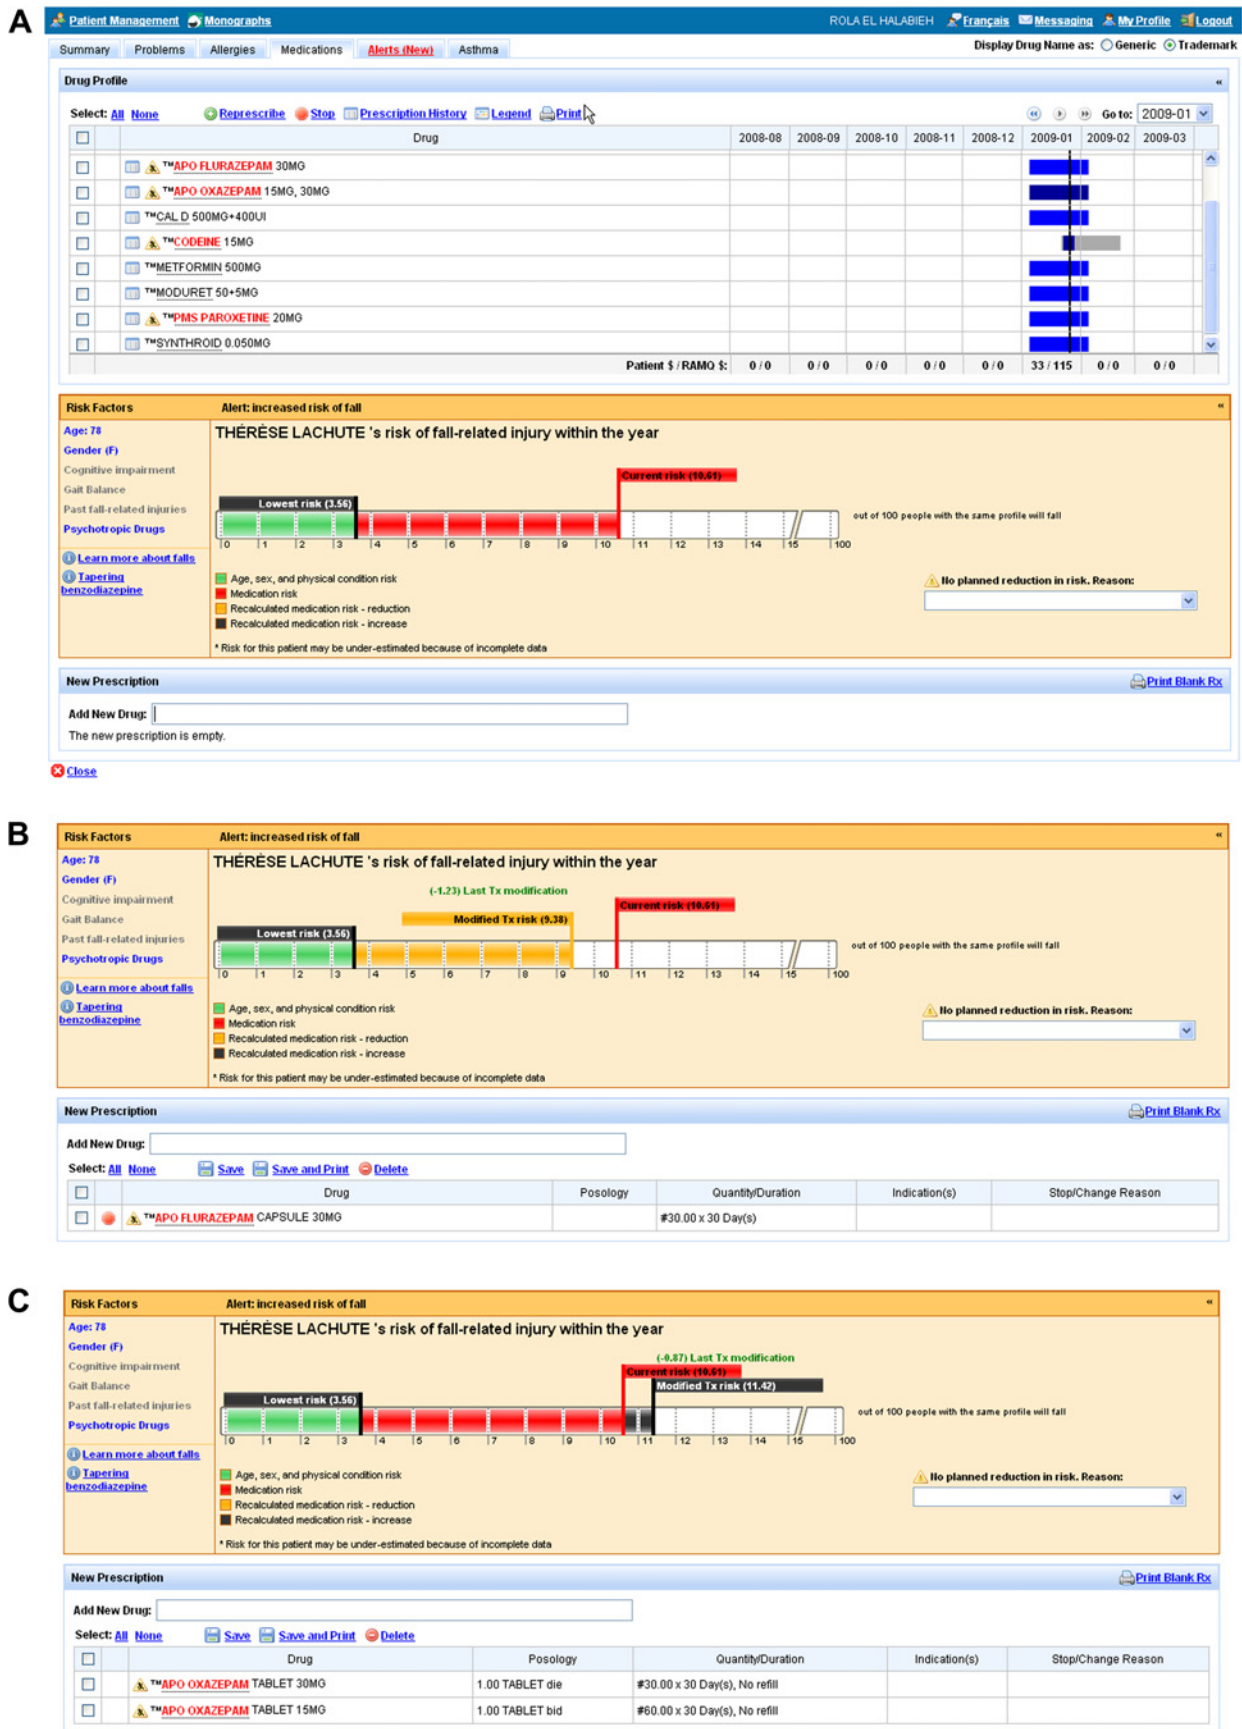 A
Patient Management Monographs ROLA EL HALABIEH Français Messaging My Profile Logout
Summary Problems Allergies Medications Alerts (New) Asthma Display Drug Name as: Generic Trademark
Drug Profile «
Select: All None Represcribe Stop Prescription History Legend Print Go to: 2009-01
Drug 2008-08 2008-09 2008-10 2008-11 2008-12 2009-01 2009-02 2009-03
™APO FLURAZEPAM 30MG
™APO OXAZEPAM 15MG, 30MG
™CAL D 500MG+400UI
™CODEINE 15MG
™METFORMIN 500MG
™MODURET 50+5MG
™PMS PAROXETINE 20MG
™SYNTHROID 0.050MG
Patient $ / RAMQ $: 0 / 0 0 / 0 0 / 0 0 / 0 0 / 0 33 / 115 0 / 0 0 / 0
Risk Factors Alert: increased risk of fall «
Age: 78
Gender (F)
Cognitive impairment
Gait Balance
Past fall-related injuries
Psychotropic Drugs
Learn more about falls
Tapering
benzodiazepine
THÉRÈSE LACHUTE 's risk of fall-related injury within the year
Current risk (10.61)
Lowest risk (3.56)
out of 100 people with the same profile will fall
0 1 2 3 4 5 6 7 8 9 10 11 12 13 14 15 100
Age, sex, and physical condition risk
Medication risk
Recalculated medication risk - reduction
Recalculated medication risk - increase
No planned reduction in risk. Reason:
* Risk for this patient may be under-estimated because of incomplete data
New Prescription Print Blank Rx
Add New Drug:
The new prescription is empty.
Close
B
Risk Factors Alert: increased risk of fall «
Age: 78
Gender (F)
Cognitive impairment
Gait Balance
Past fall-related injuries
Psychotropic Drugs
Learn more about falls
Tapering
benzodiazepine
THÉRÈSE LACHUTE 's risk of fall-related injury within the year
(-1.23) Last Tx modification
Current risk (10.61)
Modified Tx risk (9.38)
Lowest risk (3.56)
out of 100 people with the same profile will fall
0 1 2 3 4 5 6 7 8 9 10 11 12 13 14 15 100
Age, sex, and physical condition risk
Medication risk
Recalculated medication risk - reduction
Recalculated medication risk - increase
No planned reduction in risk. Reason:
* Risk for this patient may be under-estimated because of incomplete data
New Prescription Print Blank Rx
Add New Drug:
Select: All None Save Save and Print Delete
Drug Posology Quantity/Duration Indication(s) Stop/Change Reason
™APO FLURAZEPAM CAPSULE 30MG #30.00 x 30 Day(s)
C
Risk Factors Alert: increased risk of fall «
Age: 78
Gender (F)
Cognitive impairment
Gait Balance
Past fall-related injuries
Psychotropic Drugs
Learn more about falls
Tapering
benzodiazepine
THÉRÈSE LACHUTE 's risk of fall-related injury within the year
(-0.87) Last Tx modification
Current risk (10.61)
Modified Tx risk (11.42)
Lowest risk (3.56)
out of 100 people with the same profile will fall
0 1 2 3 4 5 6 7 8 9 10 11 12 13 14 15 100
Age, sex, and physical condition risk
Medication risk
Recalculated medication risk - reduction
Recalculated medication risk - increase
No planned reduction in risk. Reason:
* Risk for this patient may be under-estimated because of incomplete data
New Prescription Print Blank Rx
Add New Drug:
Select: All None Save Save and Print Delete
Drug Posology Quantity/Duration Indication(s) Stop/Change Reason
™APO OXAZEPAM TABLET 30MG 1.00 TABLET die #30.00 x 30 Day(s), No refill
™APO OXAZEPAM TABLET 15MG 1.00 TABLET bid #60.00 x 30 Day(s), No refill